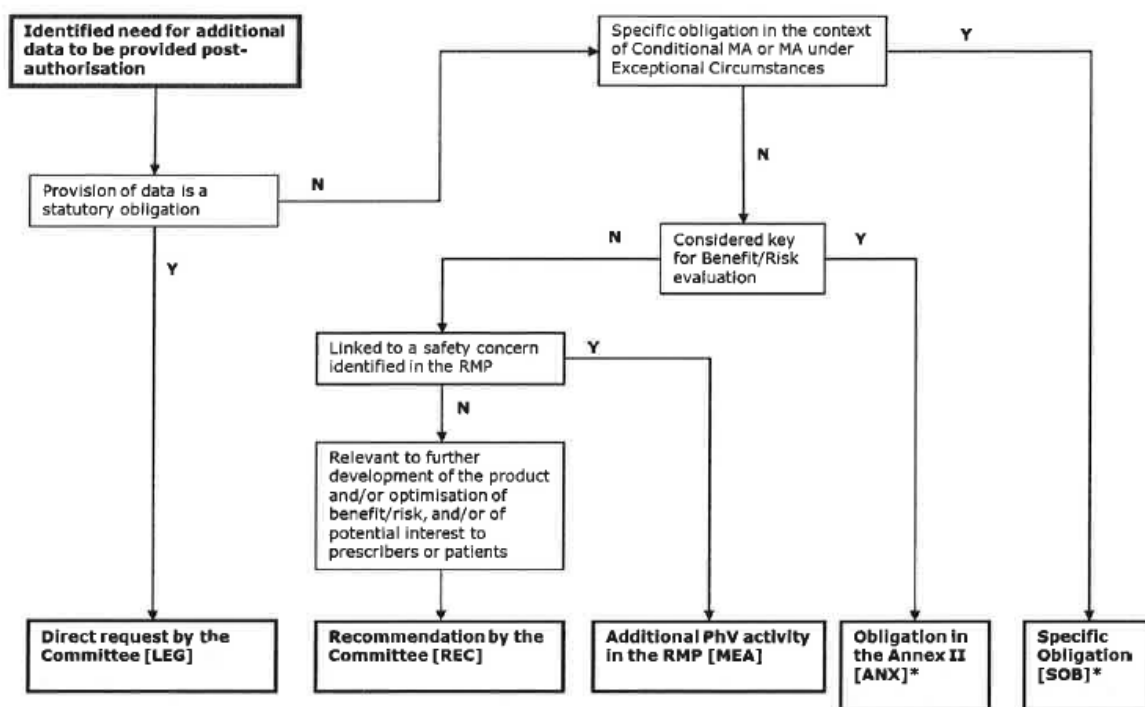 Identified need for additional
data to be provided post-
authorisation
Specific obligation in the context
of Conditional MA or MA under
Exceptional Circumstances
Y
N
Provision of data is a
statutory obligation
N
Y
Considered key
for Benefit/Risk
evaluation
N
Y
Linked to a safety concern
identified in the RMP
Y
N
Relevant to further
development of the product
and/or optimisation of
benefit/risk, and/or of
potential interest to
prescribers or patients
Direct request by the
Committee [LEG]
Recommendation by the
Committee [REC]
Additional PhV activity
in the RMP [MEA]
Obligation in
the Annex II
[ANX]*
Specific
Obligation
[SOB]*